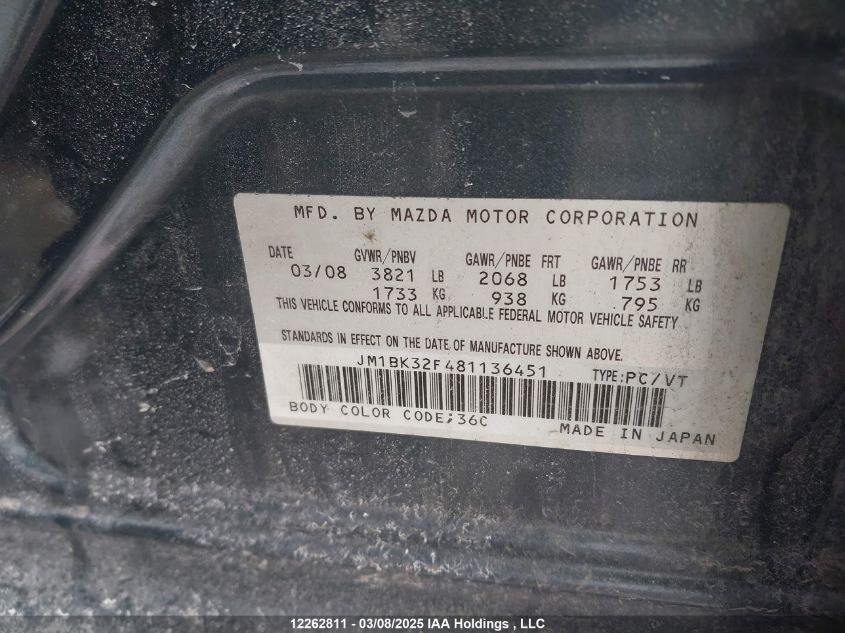 MFD. BY MAZDA MOTOR CORPORATION
DATE GVWR/PNBV GAWR/PNBE FRT GAWR/PNBE RR
03/08 3821 LB 2068 LB 1753 LB
1733 KG 938 KG 795 KG
THIS VEHICLE CONFORMS TO ALL APPLICABLE FEDERAL MOTOR VEHICLE SAFETY
STANDARDS IN EFFECT ON THE DATE OF MANUFACTURE SHOWN ABOVE.
JM1BK32F481136451 TYPE:PC/VT
BODY COLOR CODE;36C
MADE IN JAPAN
12262811 - 03/08/2025 IAA Holdings , LLC